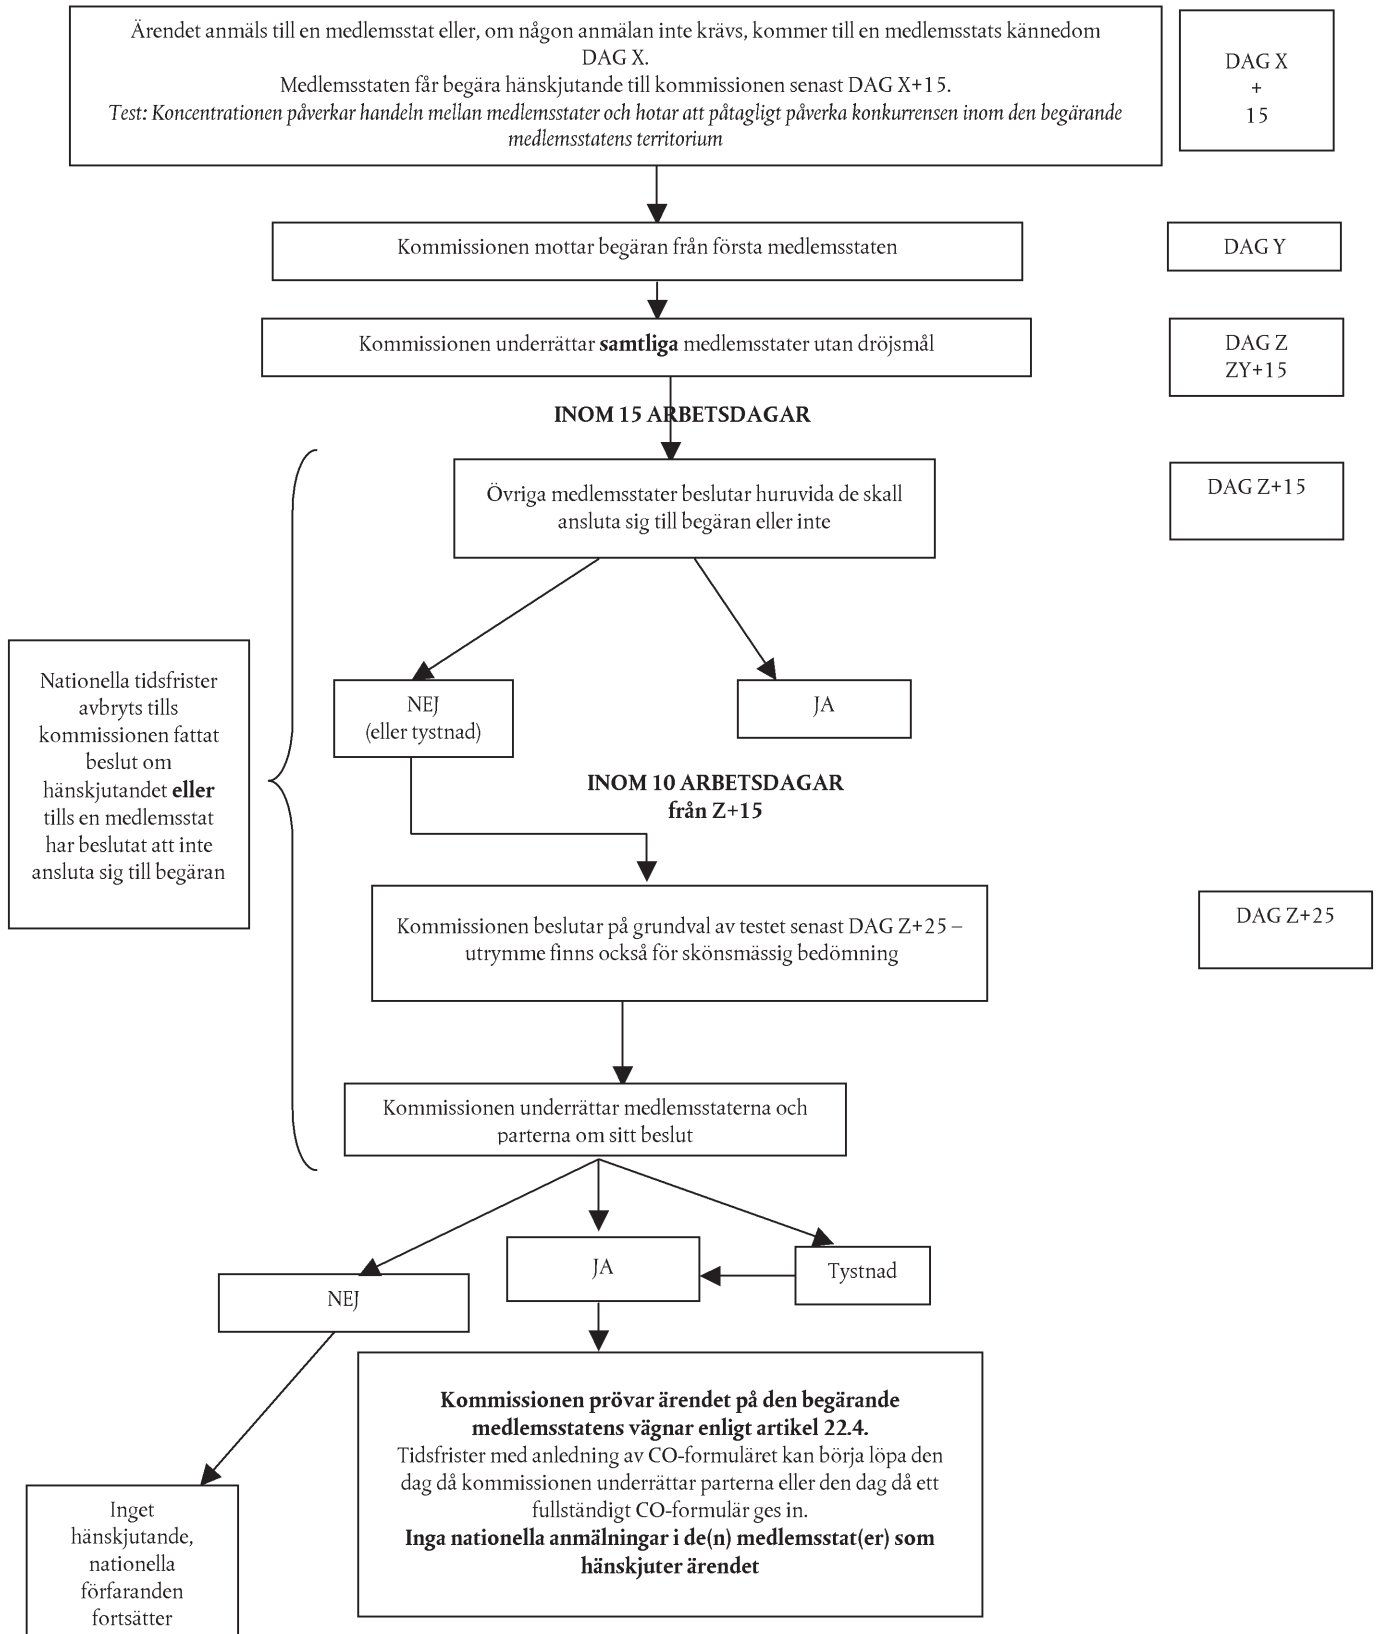 Ärendet anmäls till en medlemsstat eller, om någon anmälan inte krävs, kommer till en medlemsstats kännedom
DAG X.
Medlemsstaten får begära hänskjutande till kommissionen senast DAG X+15.
Test: Koncentrationen påverkar handeln mellan medlemsstater och hotar att påtagligt påverka konkurrensen inom den begärande
medlemsstatens territorium
DAG X
+
15
Kommissionen mottar begäran från första medlemsstaten
DAG Y
Kommissionen underrättar samtliga medlemsstater utan dröjsmål
DAG Z
ZY+15
INOM 15 ARBETSDAGAR
Övriga medlemsstater beslutar huruvida de skall
ansluta sig till begäran eller inte
DAG Z+15
Nationella tidsfrister
avbryts tills
kommissionen fattat
beslut om
hänskjutandet eller
tills en medlemsstat
har beslutat att inte
ansluta sig till begäran
NEJ
(eller tystnad)
JA
INOM 10 ARBETSDAGAR
från Z+15
Kommissionen beslutar på grundval av testet senast DAG Z+25 –
utrymme finns också för skönsmässig bedömning
DAG Z+25
Kommissionen underrättar medlemsstaterna och
parterna om sitt beslut
NEJ
JA
Tystnad
Kommissionen prövar ärendet på den begärande
medlemsstatens vägnar enligt artikel 22.4.
Tidsfrister med anledning av CO-formuläret kan börja löpa den
dag då kommissionen underrättar parterna eller den dag då ett
fullständigt CO-formulär ges in.
Inga nationella anmälningar i de(n) medlemsstat(er) som
hänskjuter ärendet
Inget
hänskjutande,
nationella
förfaranden
fortsätter